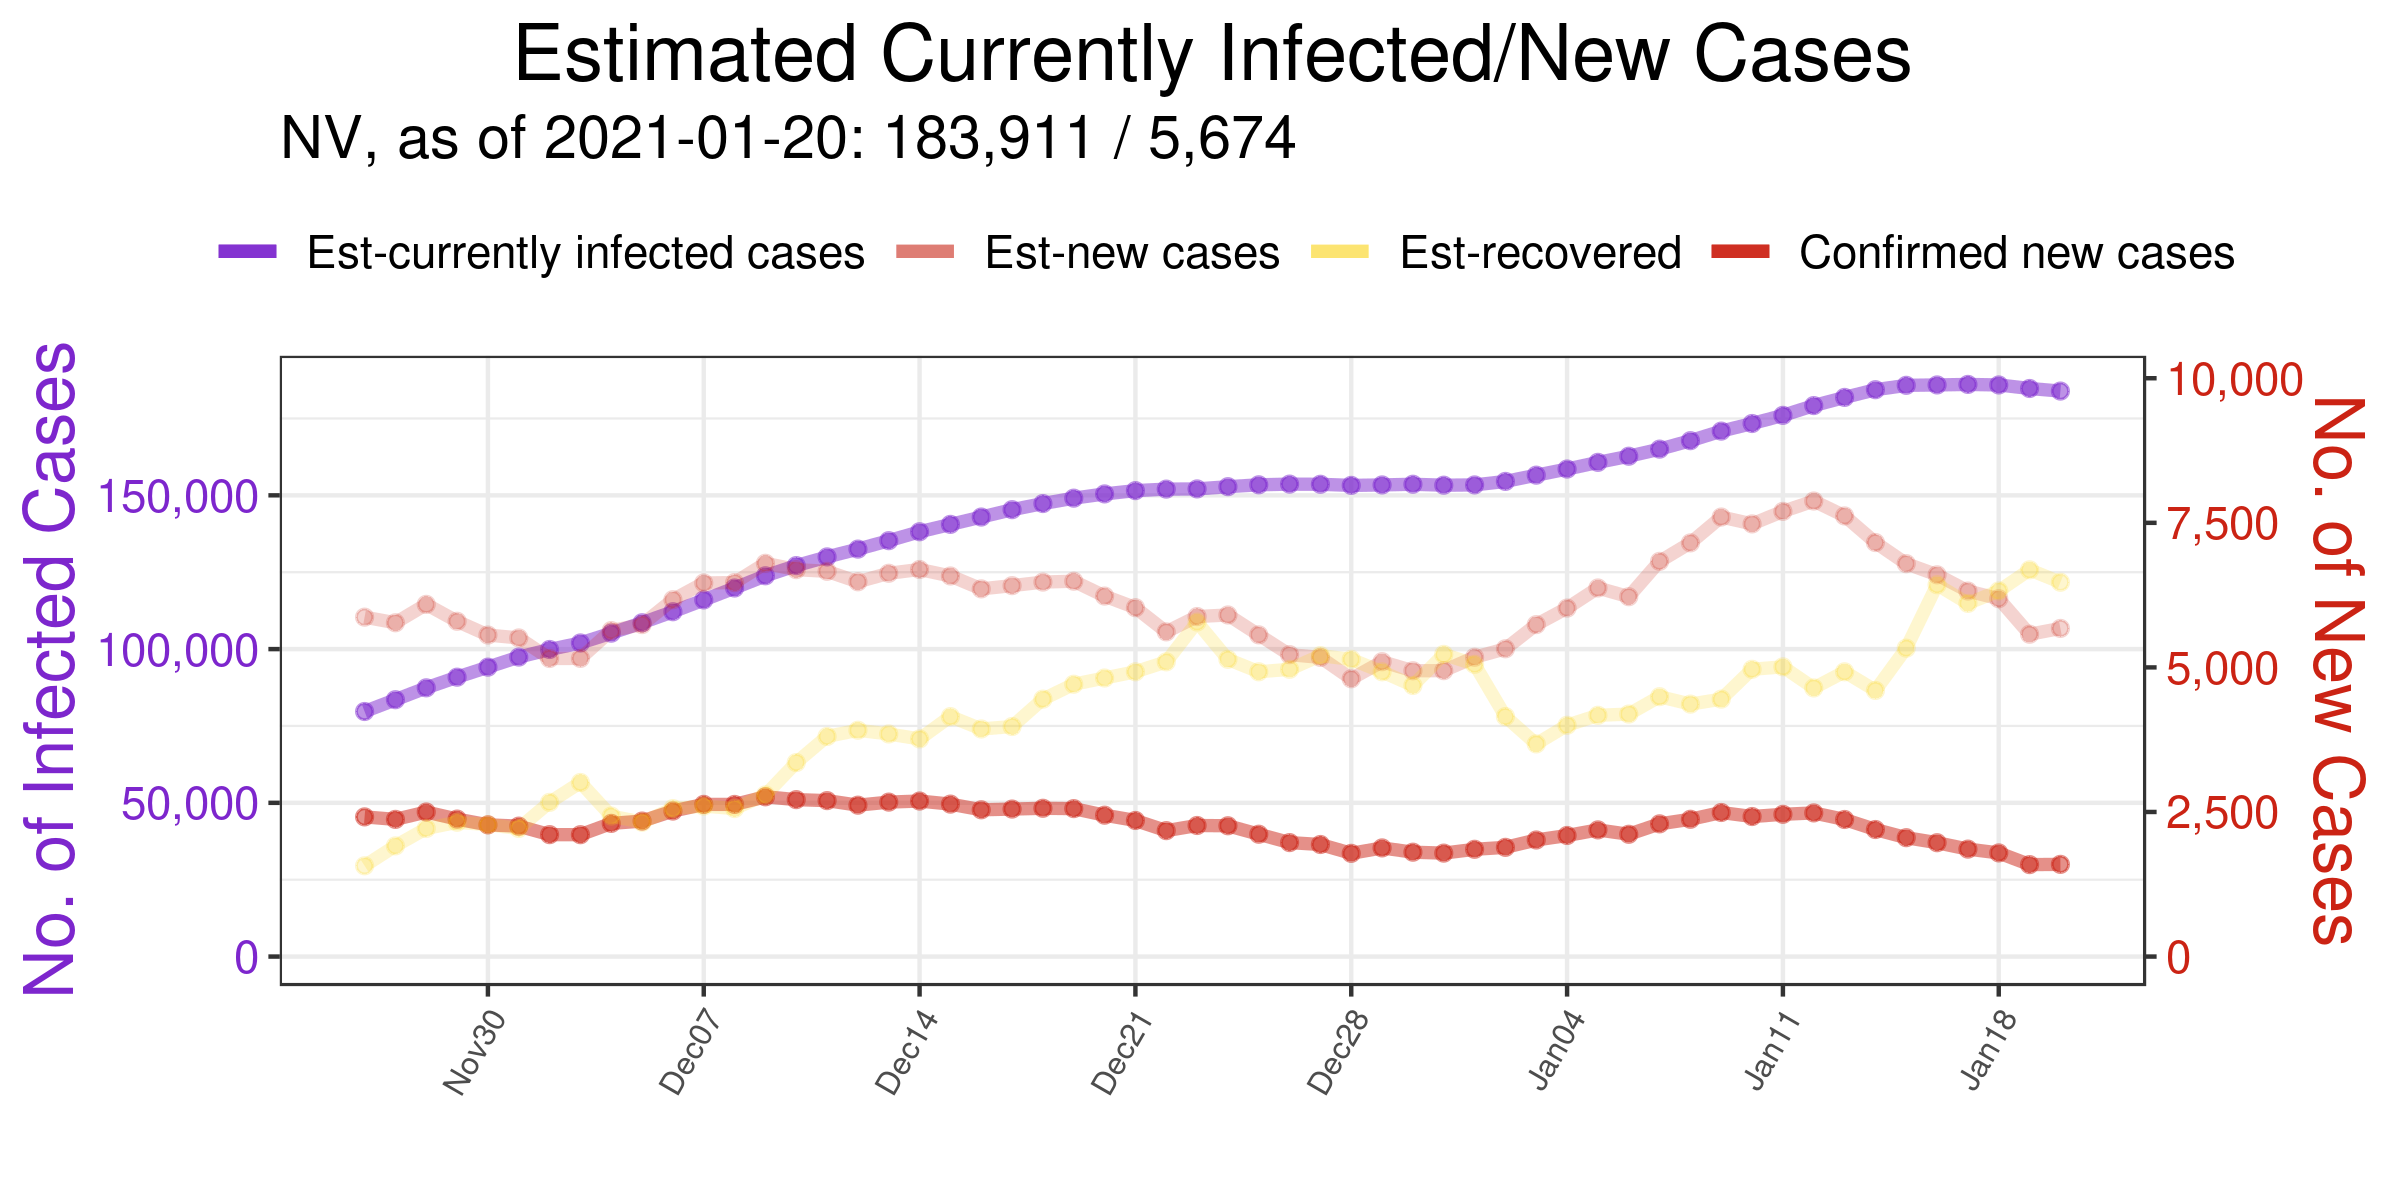 Estimated Currently Infected/New Cases
NV, as of 2021-01-20: 183,911 / 5,674
Est-currently infected cases
Est-new cases
Est-recovered
Confirmed new cases
No. of Infected Cases
150,000
100,000
50,000
0
10,000
7,500
5,000
2,500
0
No. of New Cases
Nov30
Dec07
Dec14
Dec21
Dec28
Jan04
Jan11
Jan18